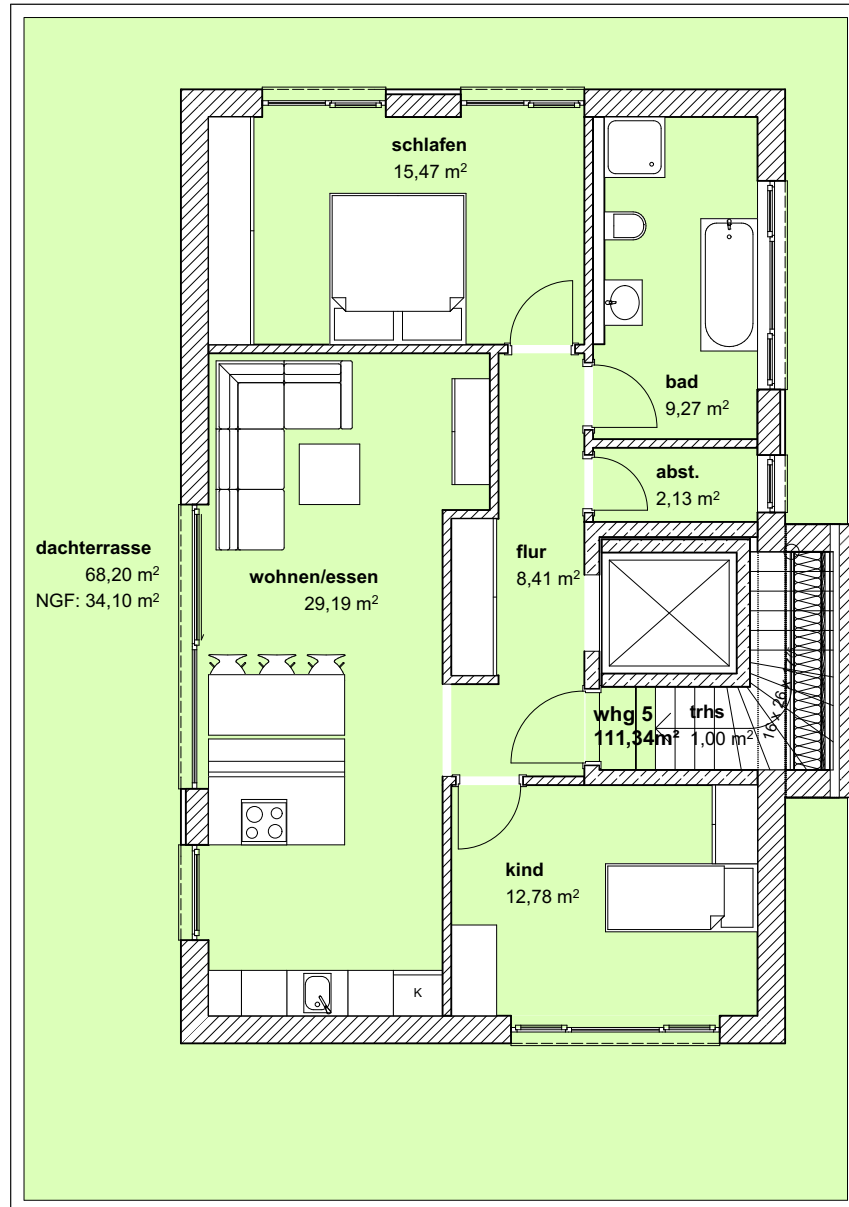 schlafen
15,47 m²
bad
9,27 m²
abst.
2,13 m²
dachterrasse
68,20 m²
NGF: 34,10 m²
wohnen/essen
29,19 m²
flur
8,41 m²
whg 5
111,34m²
trhs
1,00 m²
kind
12,78 m²
K